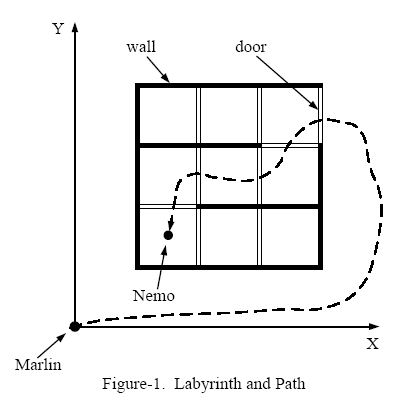 Y
wall
door
Nemo
Marlin
X
Figure-1. Labyrinth and Path